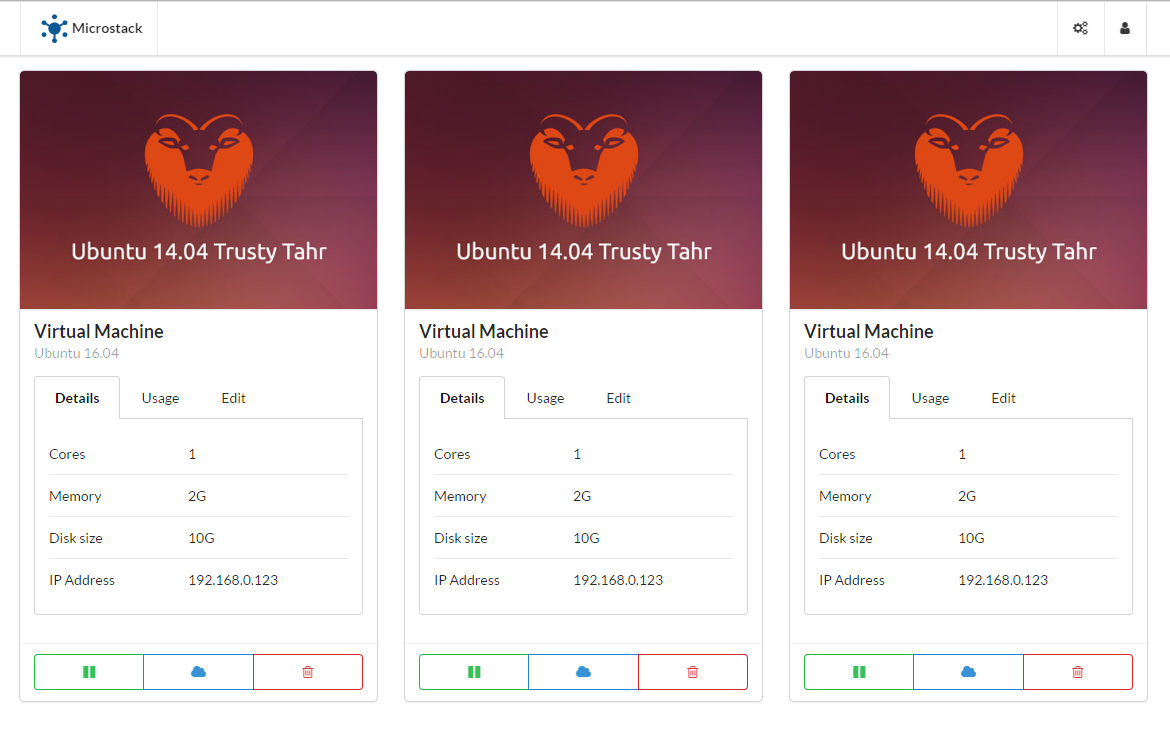 Microstack
Ubuntu 14.04 Trusty Tahr
Virtual Machine
Ubuntu 16.04
Details Usage Edit
Cores 1
Memory 2G
Disk size 10G
IP Address 192.168.0.123
Ubuntu 14.04 Trusty Tahr
Virtual Machine
Ubuntu 16.04
Details Usage Edit
Cores 1
Memory 2G
Disk size 10G
IP Address 192.168.0.123
Ubuntu 14.04 Trusty Tahr
Virtual Machine
Ubuntu 16.04
Details Usage Edit
Cores 1
Memory 2G
Disk size 10G
IP Address 192.168.0.123